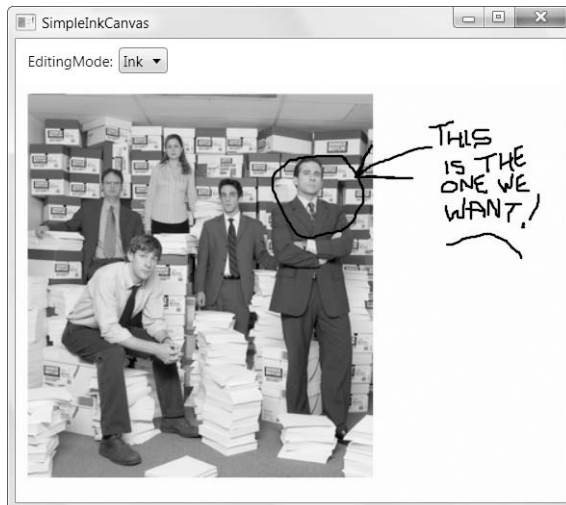 SimpleInkCanvas
EditingMode: Ink
THIS
IS THE
ONE WE
WANT!